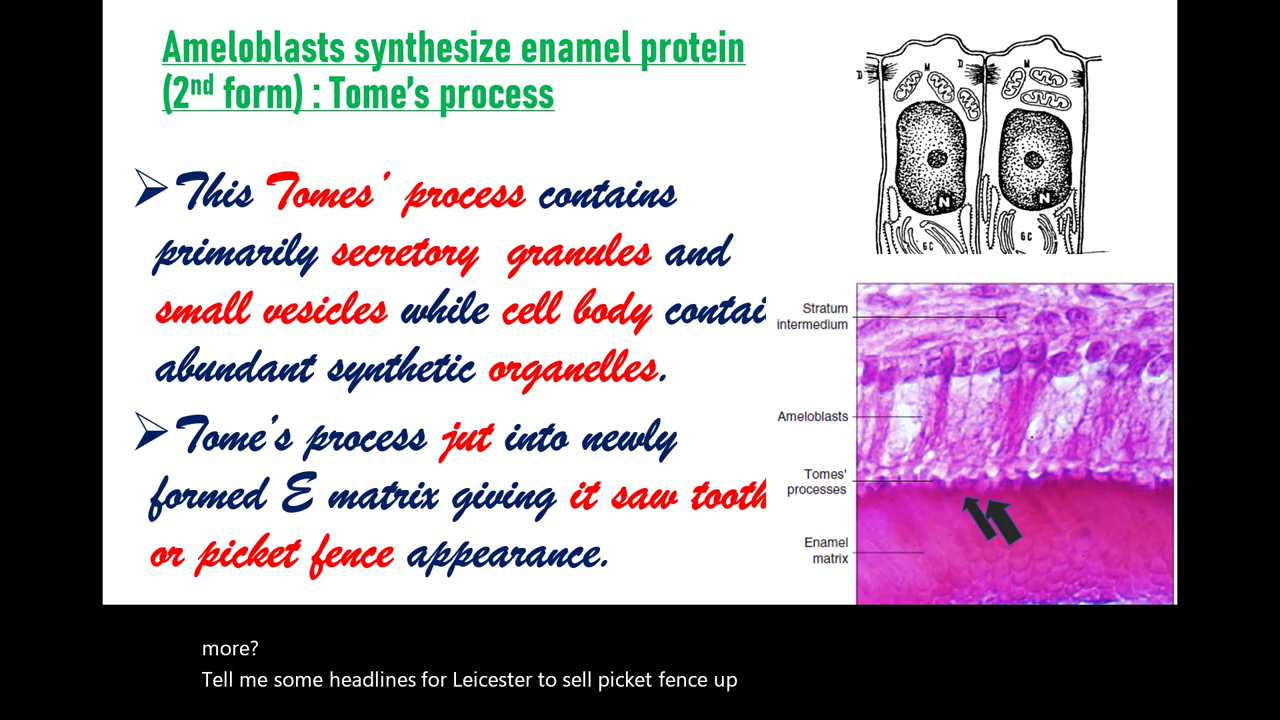 Ameloblasts synthesize enamel protein
(2nd form) : Tome's process
➢This Tomes' process contains
primarily secretory granules and
small vesicles while cell body contai
abundant synthetic organelles.
➢Tome's process jut into newly
formed E matrix giving it saw tooth
or picket fence appearance.
D M D M
N N
GC GC
Stratum
intermedium
Ameloblasts
Tomes'
processes
Enamel
matrix
more?
Tell me some headlines for Leicester to sell picket fence up